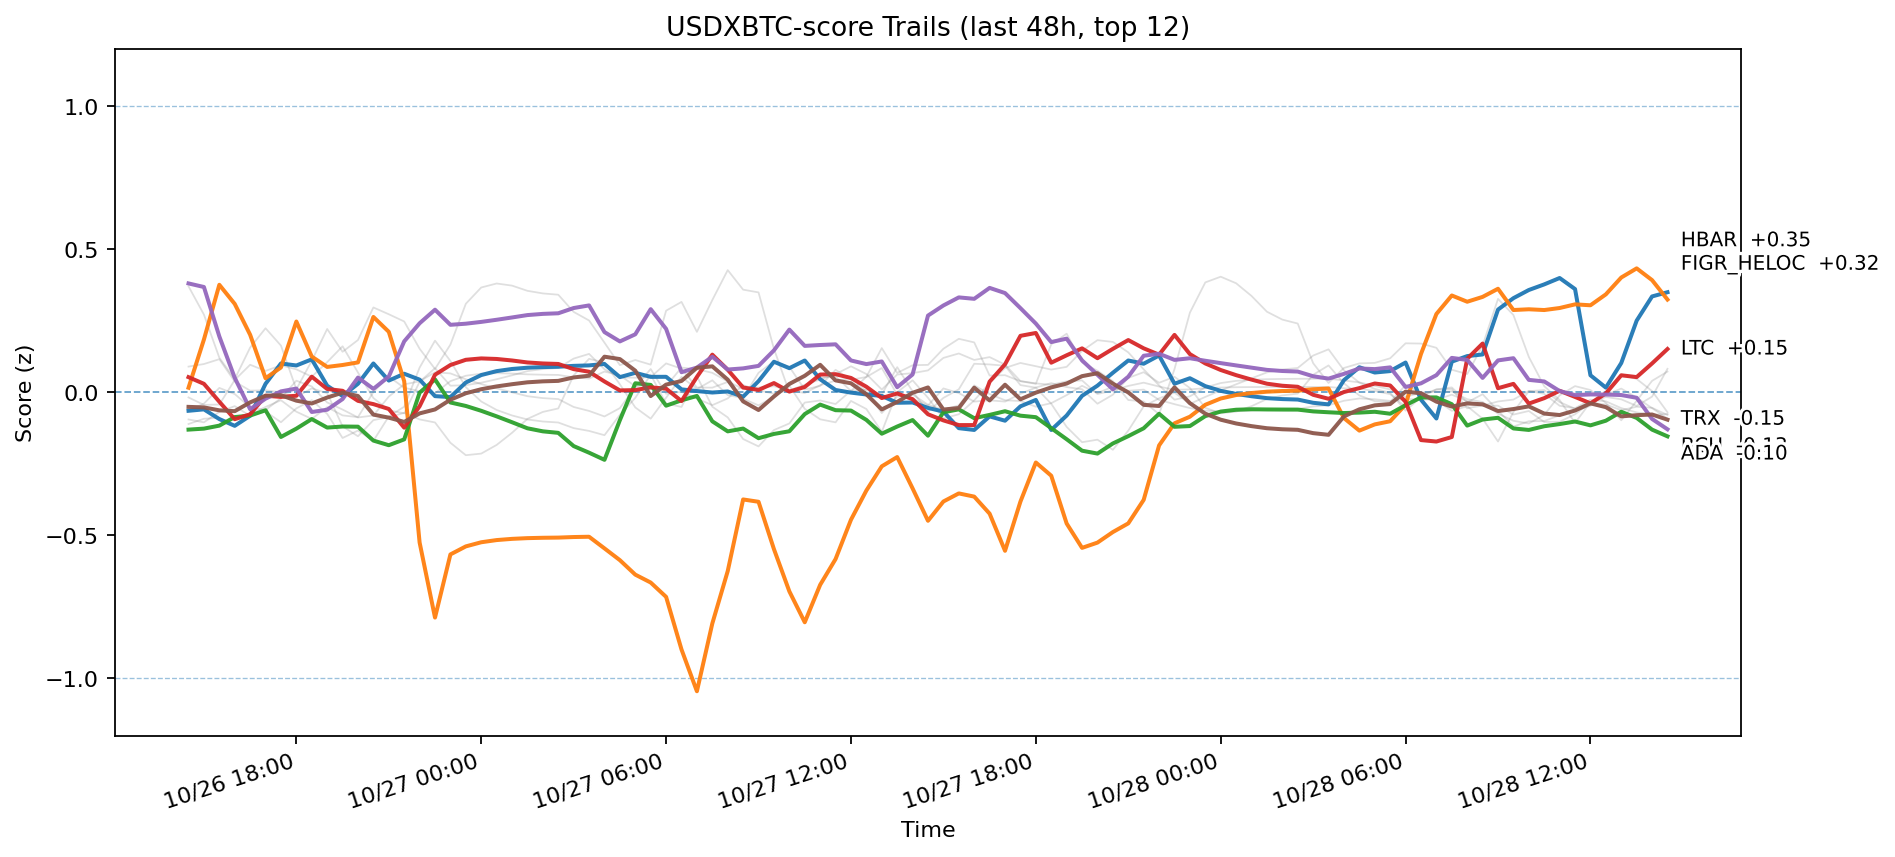 USDXBTC-score Trails (last 48h, top 12)
Score (z)
1.0
0.5
0.0
−0.5
−1.0
HBAR +0.35
FIGR_HELOC +0.32
LTC +0.15
TRX -0.15
ADA -0.10
10/26 18:00
10/27 00:00
10/27 06:00
10/27 12:00
10/27 18:00
10/28 00:00
10/28 06:00
10/28 12:00
Time